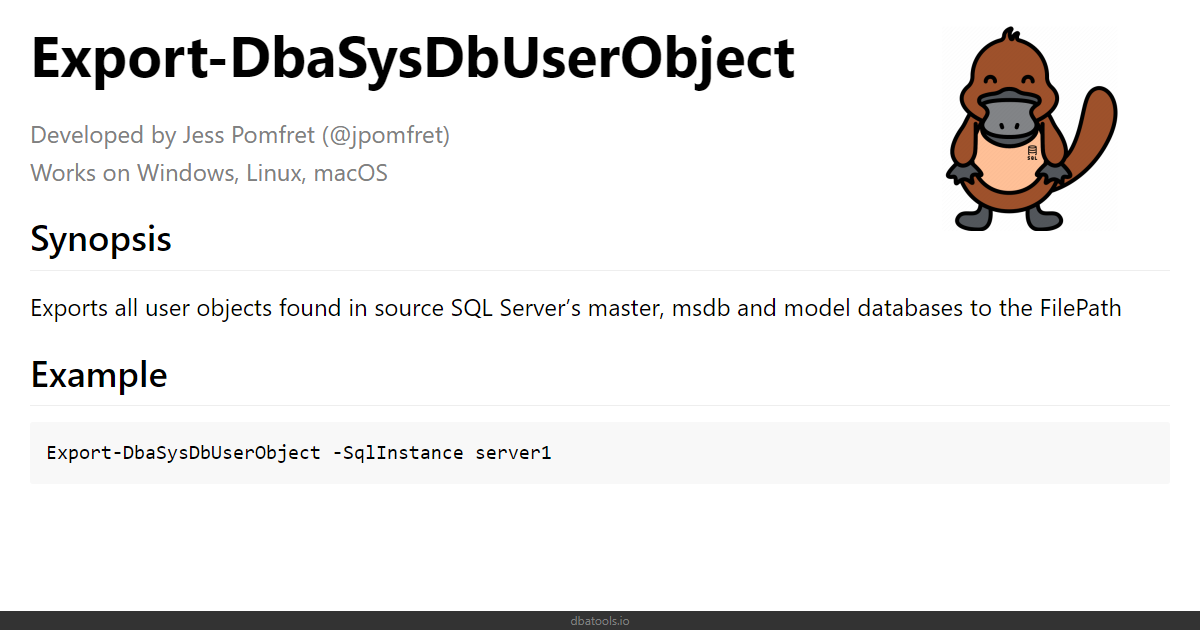 Export-DbaSysDbUserObject
Developed by Jess Pomfret (@jpomfret)
Works on Windows, Linux, macOS
SQL
Synopsis
Exports all user objects found in source SQL Server’s master, msdb and model databases to the FilePath
Example
Export-DbaSysDbUserObject -SqlInstance server1
dbatools.io